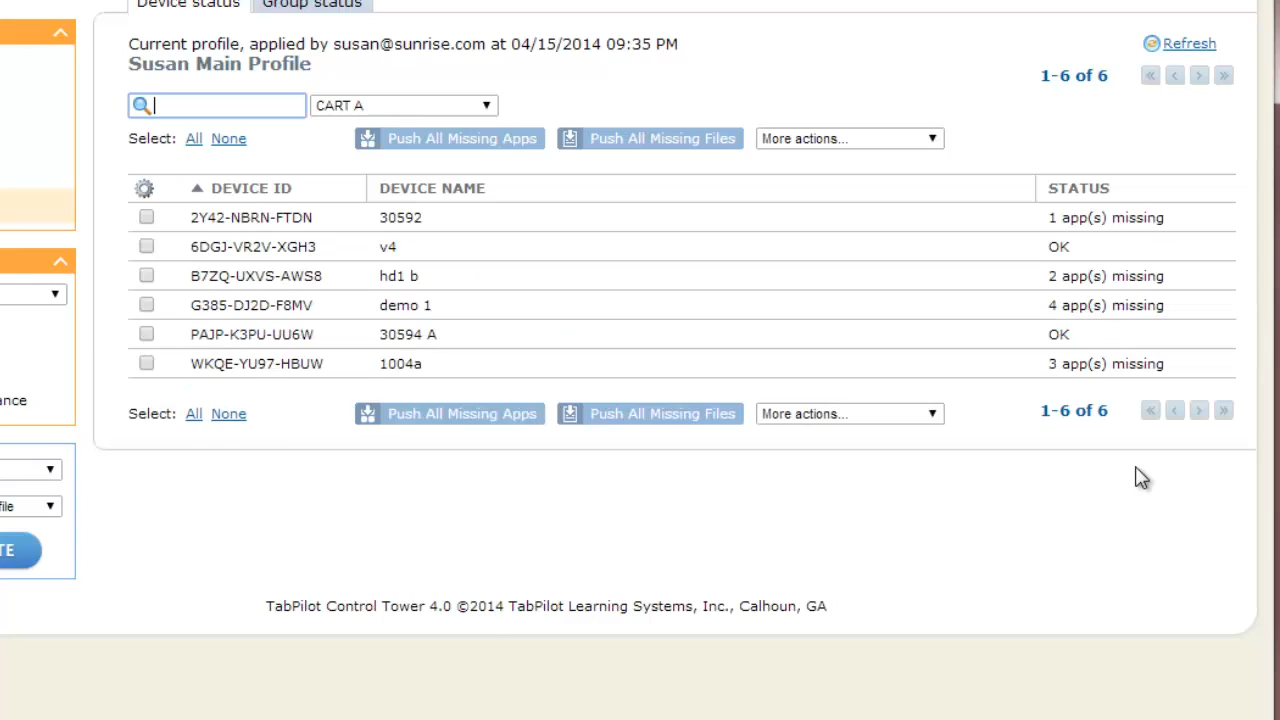 Device status Group status
Current profile, applied by susan@sunrise.com at 04/15/2014 09:35 PM
Refresh
Susan Main Profile
1-6 of 6 « ‹ › »
CART A
Select: All None Push All Missing Apps Push All Missing Files More actions...
DEVICE ID DEVICE NAME STATUS
2Y42-NBRN-FTDN 30592 1 app(s) missing
6DGJ-VR2V-XGH3 v4 OK
B7ZQ-UXVS-AWS8 hd1 b 2 app(s) missing
G385-DJ2D-F8MV demo 1 4 app(s) missing
PAJP-K3PU-UU6W 30594 A OK
WKQE-YU97-HBUW 1004a 3 app(s) missing
ance
Select: All None Push All Missing Apps Push All Missing Files More actions... 1-6 of 6 « ‹ › »
file
TE
TabPilot Control Tower 4.0 ©2014 TabPilot Learning Systems, Inc., Calhoun, GA